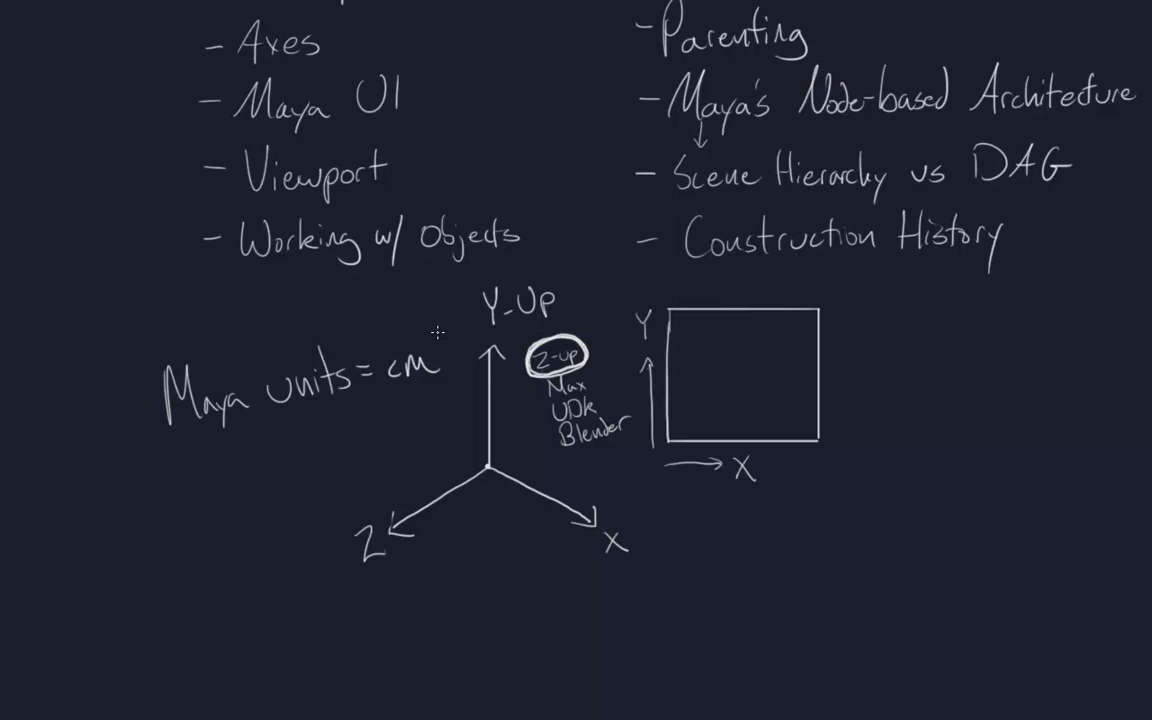 - Axes
- Maya UI
- Viewport
- Working w/ Objects
- Parenting
- Maya's Node-based Architecture
- Scene Hierarchy vs DAG
- Construction History
Maya units = cm
Y-Up
Z-up
Max
UDK
Blender
Z
X
Y
X